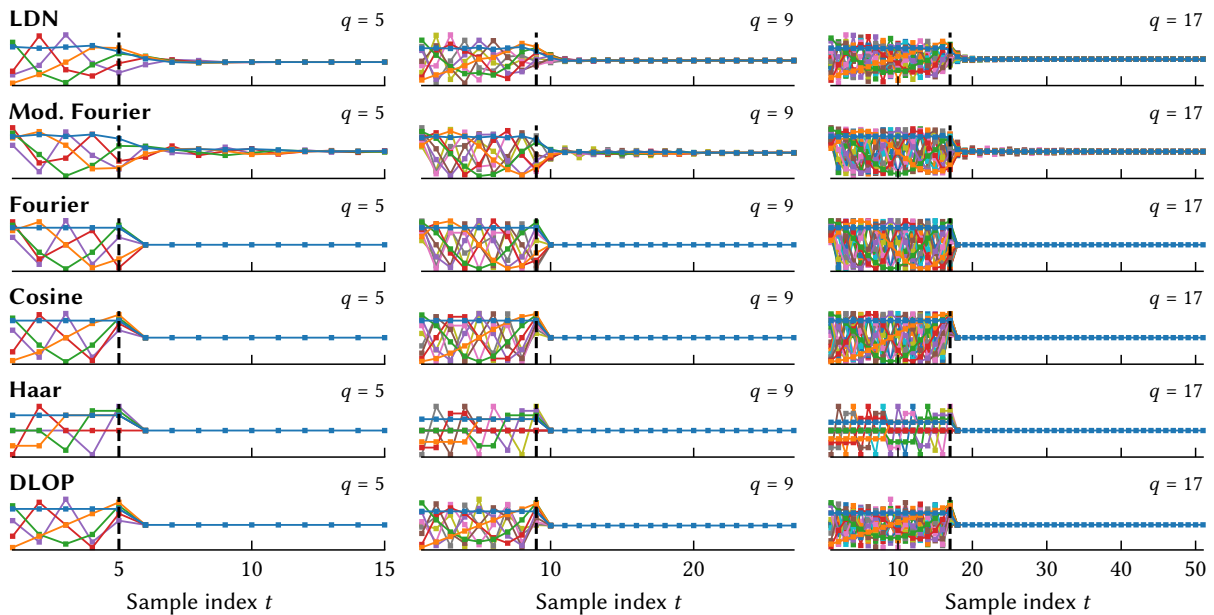 LDN
q = 5
q = 9
q = 17
Mod. Fourier
q = 5
q = 9
q = 17
Fourier
q = 5
q = 9
q = 17
Cosine
q = 5
q = 9
q = 17
Haar
q = 5
q = 9
q = 17
DLOP
q = 5
q = 9
q = 17
5 10 15
10 20
10 20 30 40 50
Sample index t
Sample index t
Sample index t